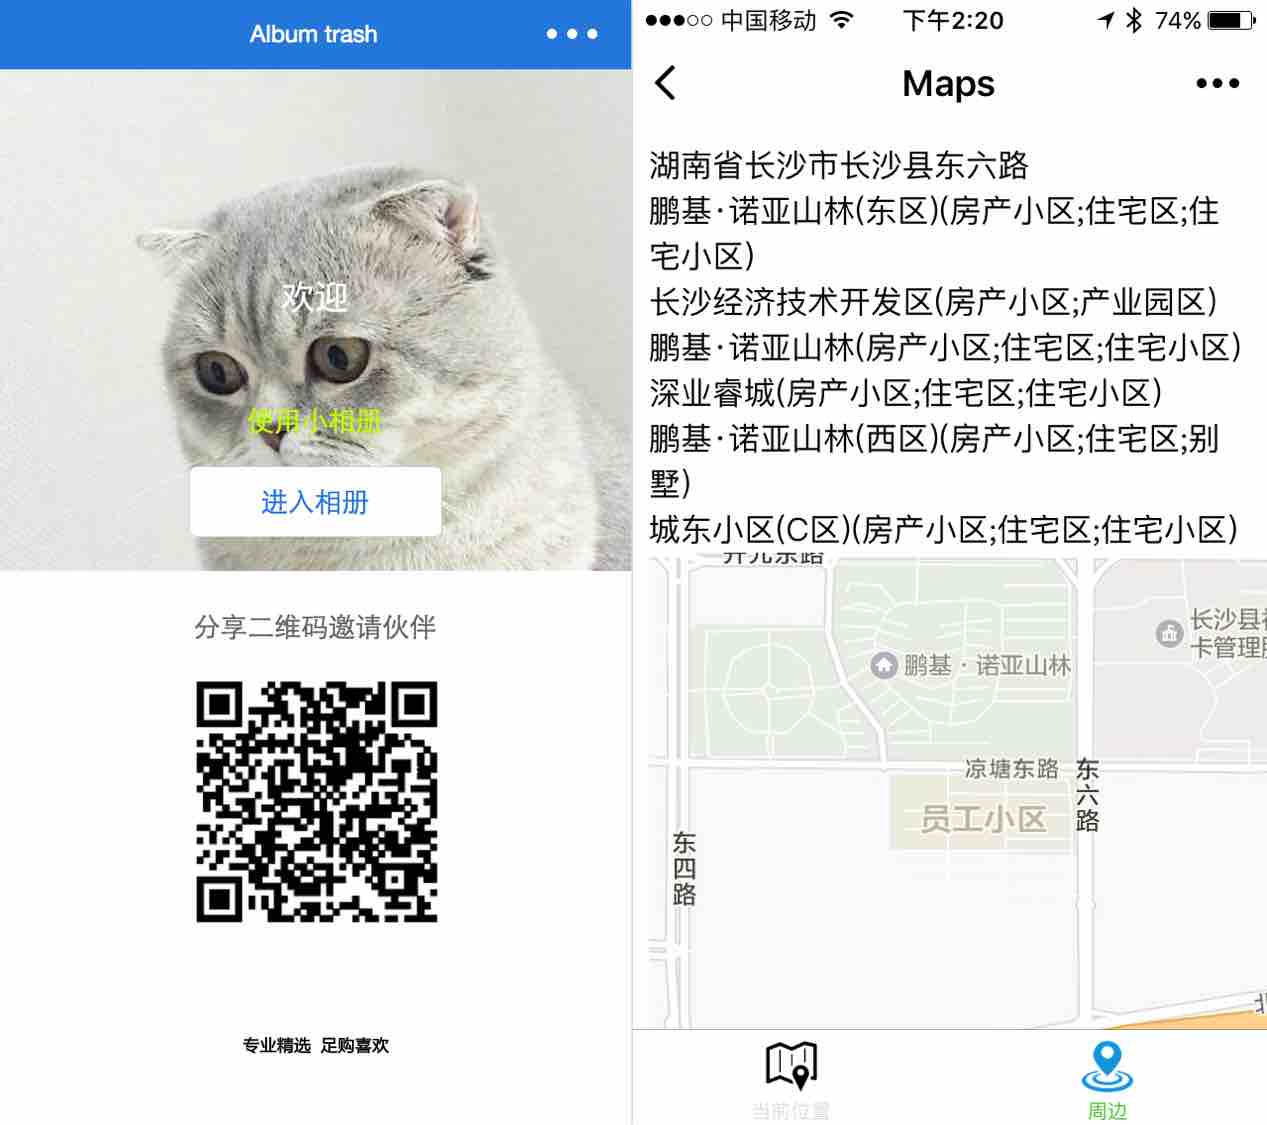 Album trash
欢迎
使用小相册
进入相册
分享二维码邀请伙伴
专业精选 足购喜欢
中国移动
下午2:20
74%
Maps
湖南省长沙市长沙县东六路
鹏基·诺亚山林(东区)(房产小区;住宅区;住
宅小区)
长沙经济技术开发区(房产小区;产业园区)
鹏基·诺亚山林(房产小区;住宅区;住宅小区)
深业睿城(房产小区;住宅区;住宅小区)
鹏基·诺亚山林(西区)(房产小区;住宅区;别
墅)
城东小区(C区)(房产小区;住宅区;住宅小区)
开元东路
长沙县社
卡管理服
鹏基·诺亚山林
凉塘东路
东六路
员工小区
东四路
北
当前位置
周边